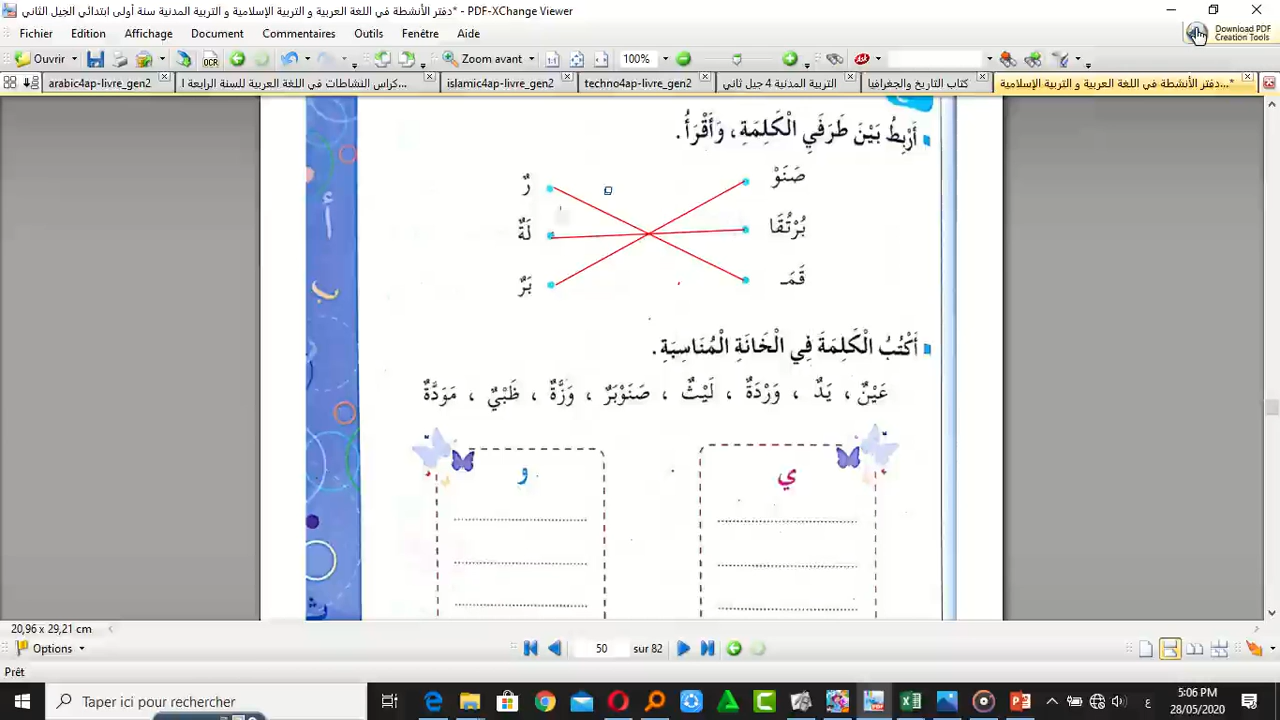 دفتر الأنشطة في اللغة العربية و التربية الإسلامية و التربية المدنية سنة أولى ابتدائي الجيل الثاني* - PDF-XChange Viewer
Fichier Edition Affichage Document Commentaires Outils Fenêtre Aide
Download PDF Creation Tools
Ouvrir OCR Zoom avant 100%
arabic4ap-livre_gen2 كراس النشاطات في اللغة العربية للسنة الرابعة ا... islamic4ap-livre_gen2 techno4ap-livre_gen2 التربية المدنية 4 جيل ثاني كتاب التاريخ والجغرافيا دفتر الأنشطة في اللغة العربية و التربية الإسلامية... *
أَرْبِطُ بَيْنَ طَرَفَيِ الْكَلِمَةِ، وَأَقْرَأُ.
صَنَوْ رٌ
بُرْتُقَا لَةٌ
قَمَـ بَرٌ
أَكْتُبُ الْكَلِمَةَ فِي الْخَانَةِ الْمُنَاسِبَةِ.
عَيْنٌ ، يَدٌ ، وَرْدَةٌ ، لَيْثٌ ، صَنَوْبَرٌ ، وَزَّةٌ ، ظَبْيٌ ، مَوَدَّةٌ
ي و
أ
ب
ث
20,96 x 29,21 cm
Options 50 sur 82
Prêt
Taper ici pour rechercher
ع 5:06 PM
28/05/2020